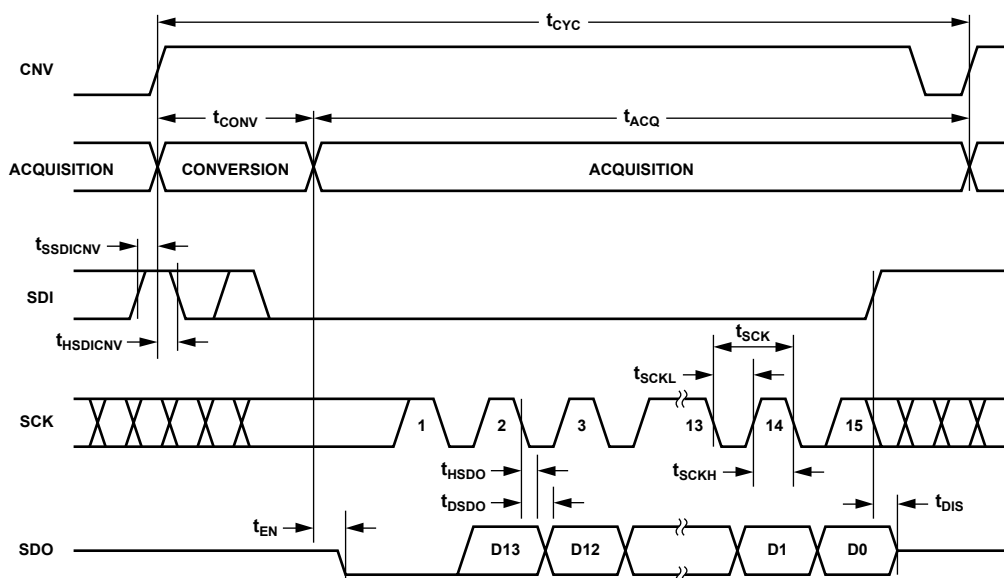 tCYC
CNV
tCONV
tACQ
ACQUISITION CONVERSION ACQUISITION
tSSDICNV
SDI
tHSDICNV
tSCK
tSCKL
SCK 1 2 3 13 14 15
tHSDO
tSCKH
tDSDO
tDIS
tEN
SDO D13 D12 D1 D0